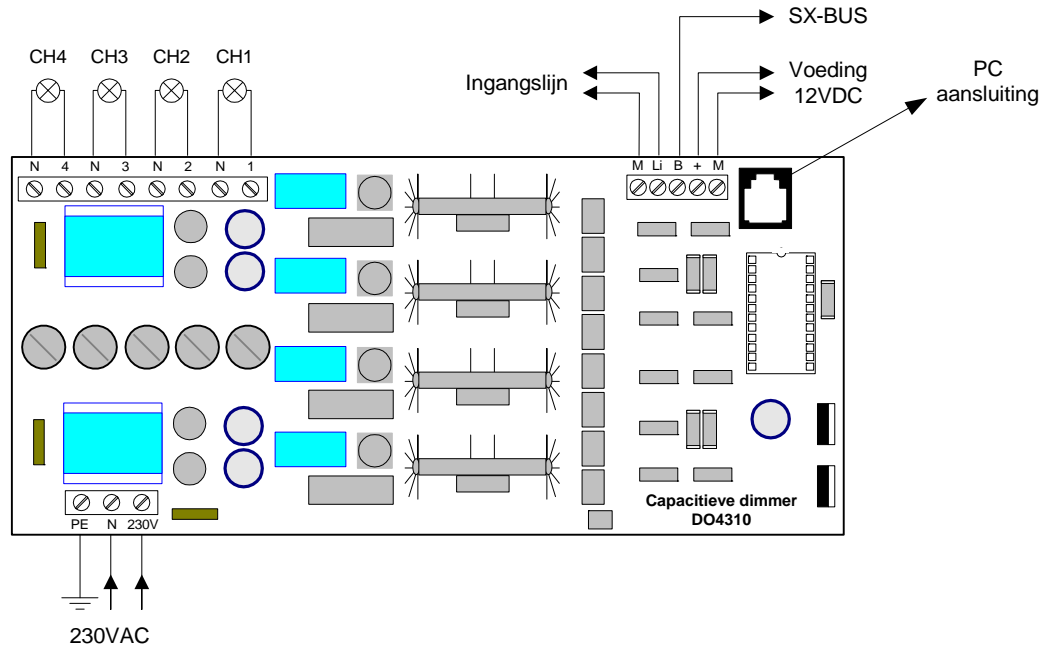 SX-BUS
CH4 CH3 CH2 CH1
Ingangslijn
Voeding
12VDC
PC
aansluiting
N 4 N 3 N 2 N 1
M Li B + M
Capacitieve dimmer
DO4310
PE N 230V
230VAC